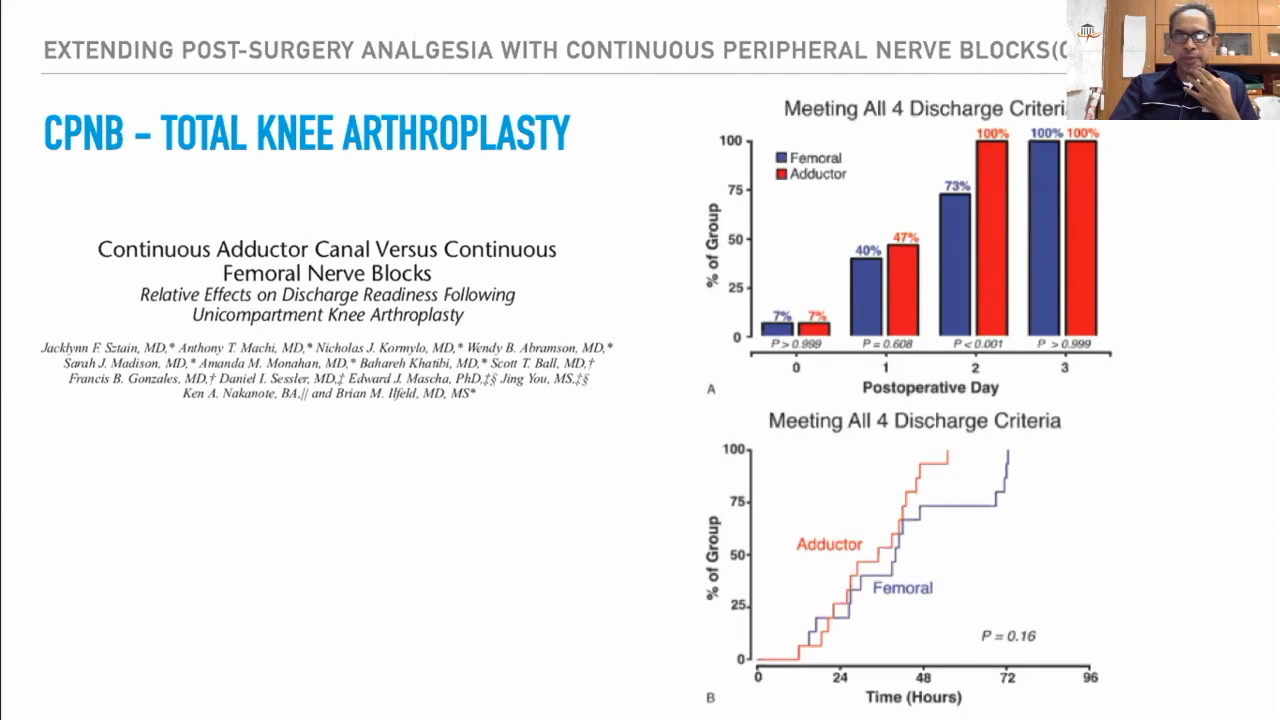 EXTENDING POST-SURGERY ANALGESIA WITH CONTINUOUS PERIPHERAL NERVE BLOCKS(
CPNB - TOTAL KNEE ARTHROPLASTY
Continuous Adductor Canal Versus Continuous
Femoral Nerve Blocks
Relative Effects on Discharge Readiness Following
Unicompartment Knee Arthroplasty
Jacklynn F. Sztain, MD,* Anthony T. Machi, MD,* Nicholas J. Kormylo, MD,* Wendy B. Abramson, MD,*
Sarah J. Madison, MD,* Amanda M. Monahan, MD,* Bahareh Khatibi, MD,* Scott T. Ball, MD,†
Francis B. Gonzales, MD,† Daniel I. Sessler, MD,‡ Edward J. Mascha, PhD,‡§ Jing You, MS,‡§
Ken A. Nakanote, BA,|| and Brian M. Ilfeld, MD, MS*
Meeting All 4 Discharge Criteria
% of Group
100
75
50
25
0
Femoral
Adductor
7% 7%
40% 47%
73% 100%
100% 100%
P > 0.999 P = 0.608 P < 0.001 P > 0.999
0 1 2 3
Postoperative Day
A
Meeting All 4 Discharge Criteria
% of Group
100
75
50
25
0
Adductor
Femoral
P = 0.16
0 24 48 72 96
Time (Hours)
B